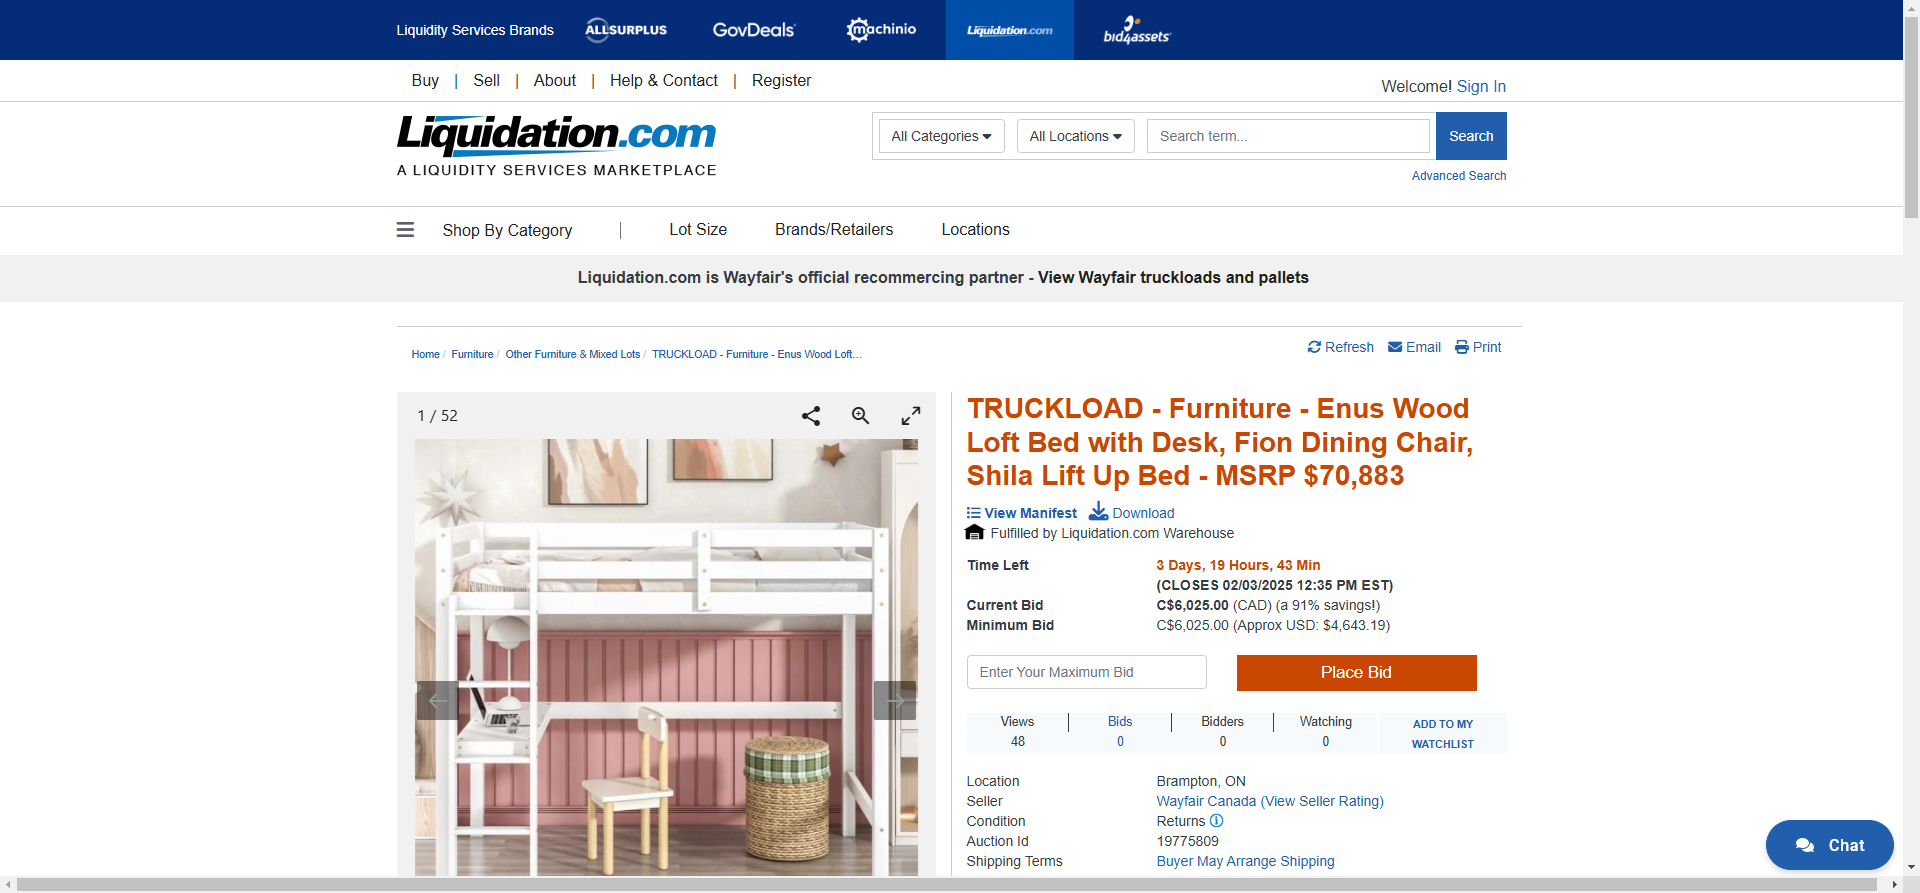 Liquidity Services Brands
ALLSURPLUS
GovDeals
machinio
Liquidation.com
bid4assets
Buy | Sell | About | Help & Contact | Register
Welcome! Sign In
Liquidation.com
A LIQUIDITY SERVICES MARKETPLACE
All Categories
All Locations
Search term...
Search
Advanced Search
Shop By Category | Lot Size Brands/Retailers Locations
Liquidation.com is Wayfair's official recommercing partner - View Wayfair truckloads and pallets
Home / Furniture / Other Furniture & Mixed Lots / TRUCKLOAD - Furniture - Enus Wood Loft...
Refresh Email Print
1 / 52
TRUCKLOAD - Furniture - Enus Wood
Loft Bed with Desk, Fion Dining Chair,
Shila Lift Up Bed - MSRP $70,883
View Manifest Download
Fulfilled by Liquidation.com Warehouse
Time Left 3 Days, 19 Hours, 43 Min
(CLOSES 02/03/2025 12:35 PM EST)
Current Bid C$6,025.00 (CAD) (a 91% savings!)
Minimum Bid C$6,025.00 (Approx USD: $4,643.19)
Enter Your Maximum Bid
Place Bid
Views Bids Bidders Watching
48 0 0 0
ADD TO MY
WATCHLIST
Location Brampton, ON
Seller Wayfair Canada (View Seller Rating)
Condition Returns
Auction Id 19775809
Shipping Terms Buyer May Arrange Shipping
Chat